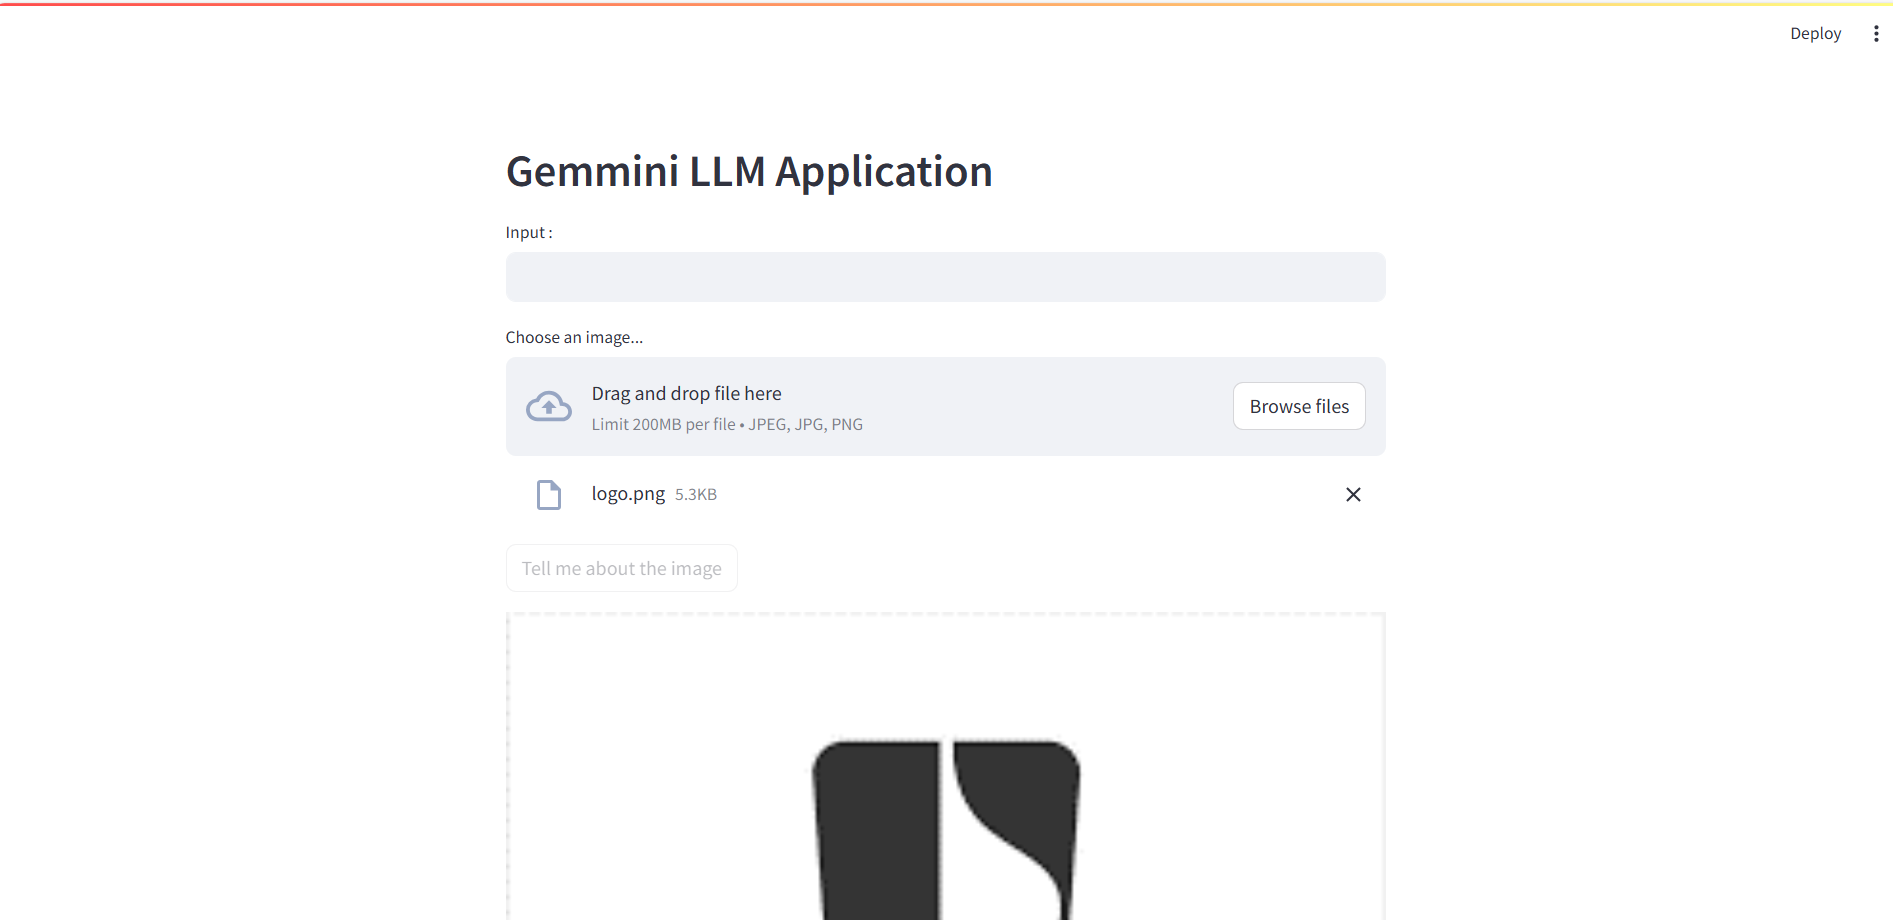 Deploy
Gemmini LLM Application
Input :
Choose an image...
Drag and drop file here
Limit 200MB per file • JPEG, JPG, PNG
Browse files
logo.png 5.3KB
Tell me about the image